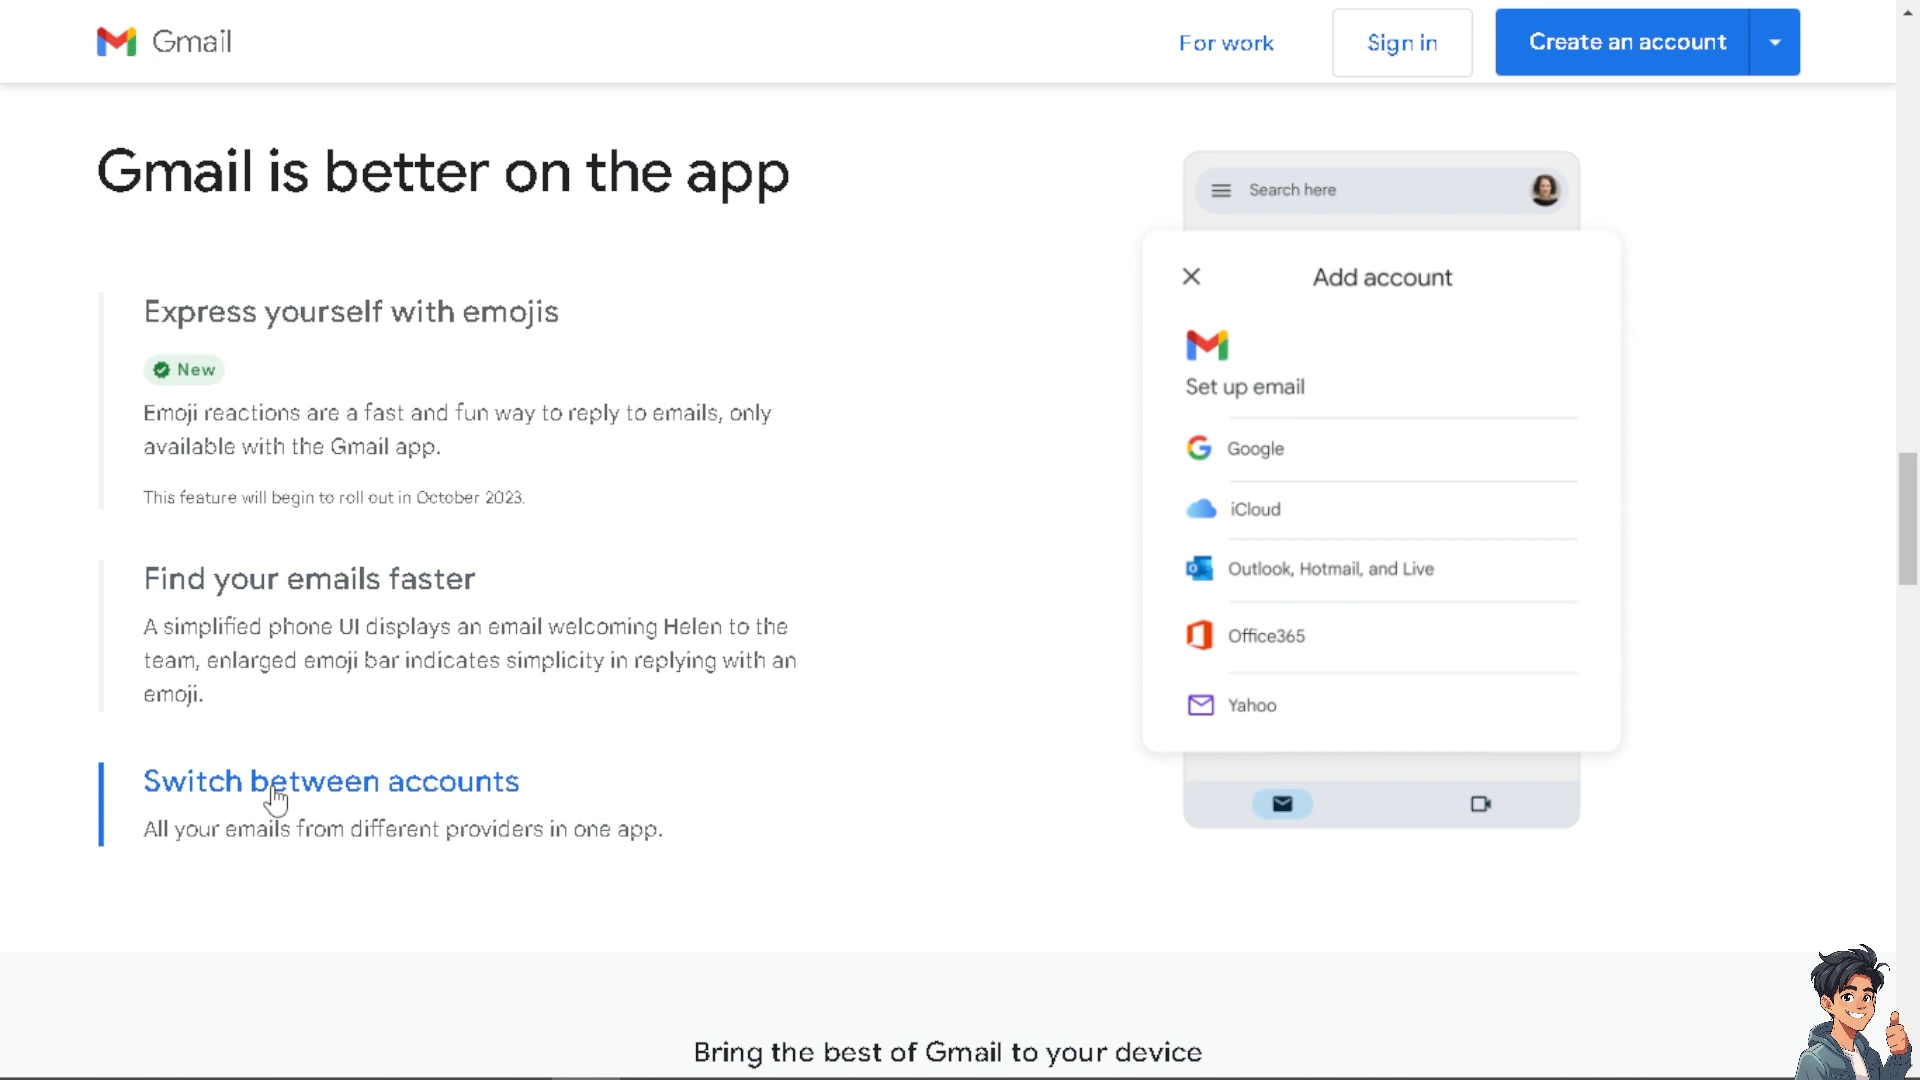 Gmail
For work
Sign in
Create an account
Gmail is better on the app
Express yourself with emojis
New
Emoji reactions are a fast and fun way to reply to emails, only
available with the Gmail app.
This feature will begin to roll out in October 2023.
Find your emails faster
A simplified phone UI displays an email welcoming Helen to the
team, enlarged emoji bar indicates simplicity in replying with an
emoji.
Switch between accounts
All your emails from different providers in one app.
Search here
Add account
Set up email
Google
iCloud
Outlook, Hotmail, and Live
Office365
Yahoo
Bring the best of Gmail to your device